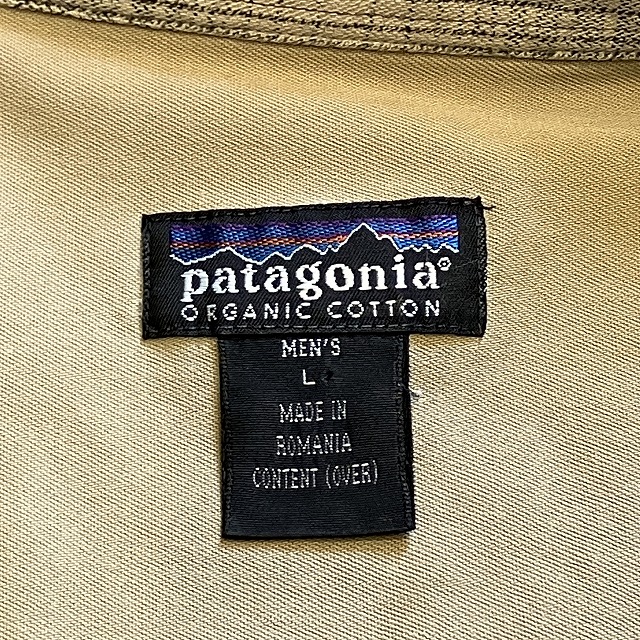 patagonia®
ORGANIC COTTON
MEN'S
L
MADE IN
ROMANIA
CONTENT (OVER)